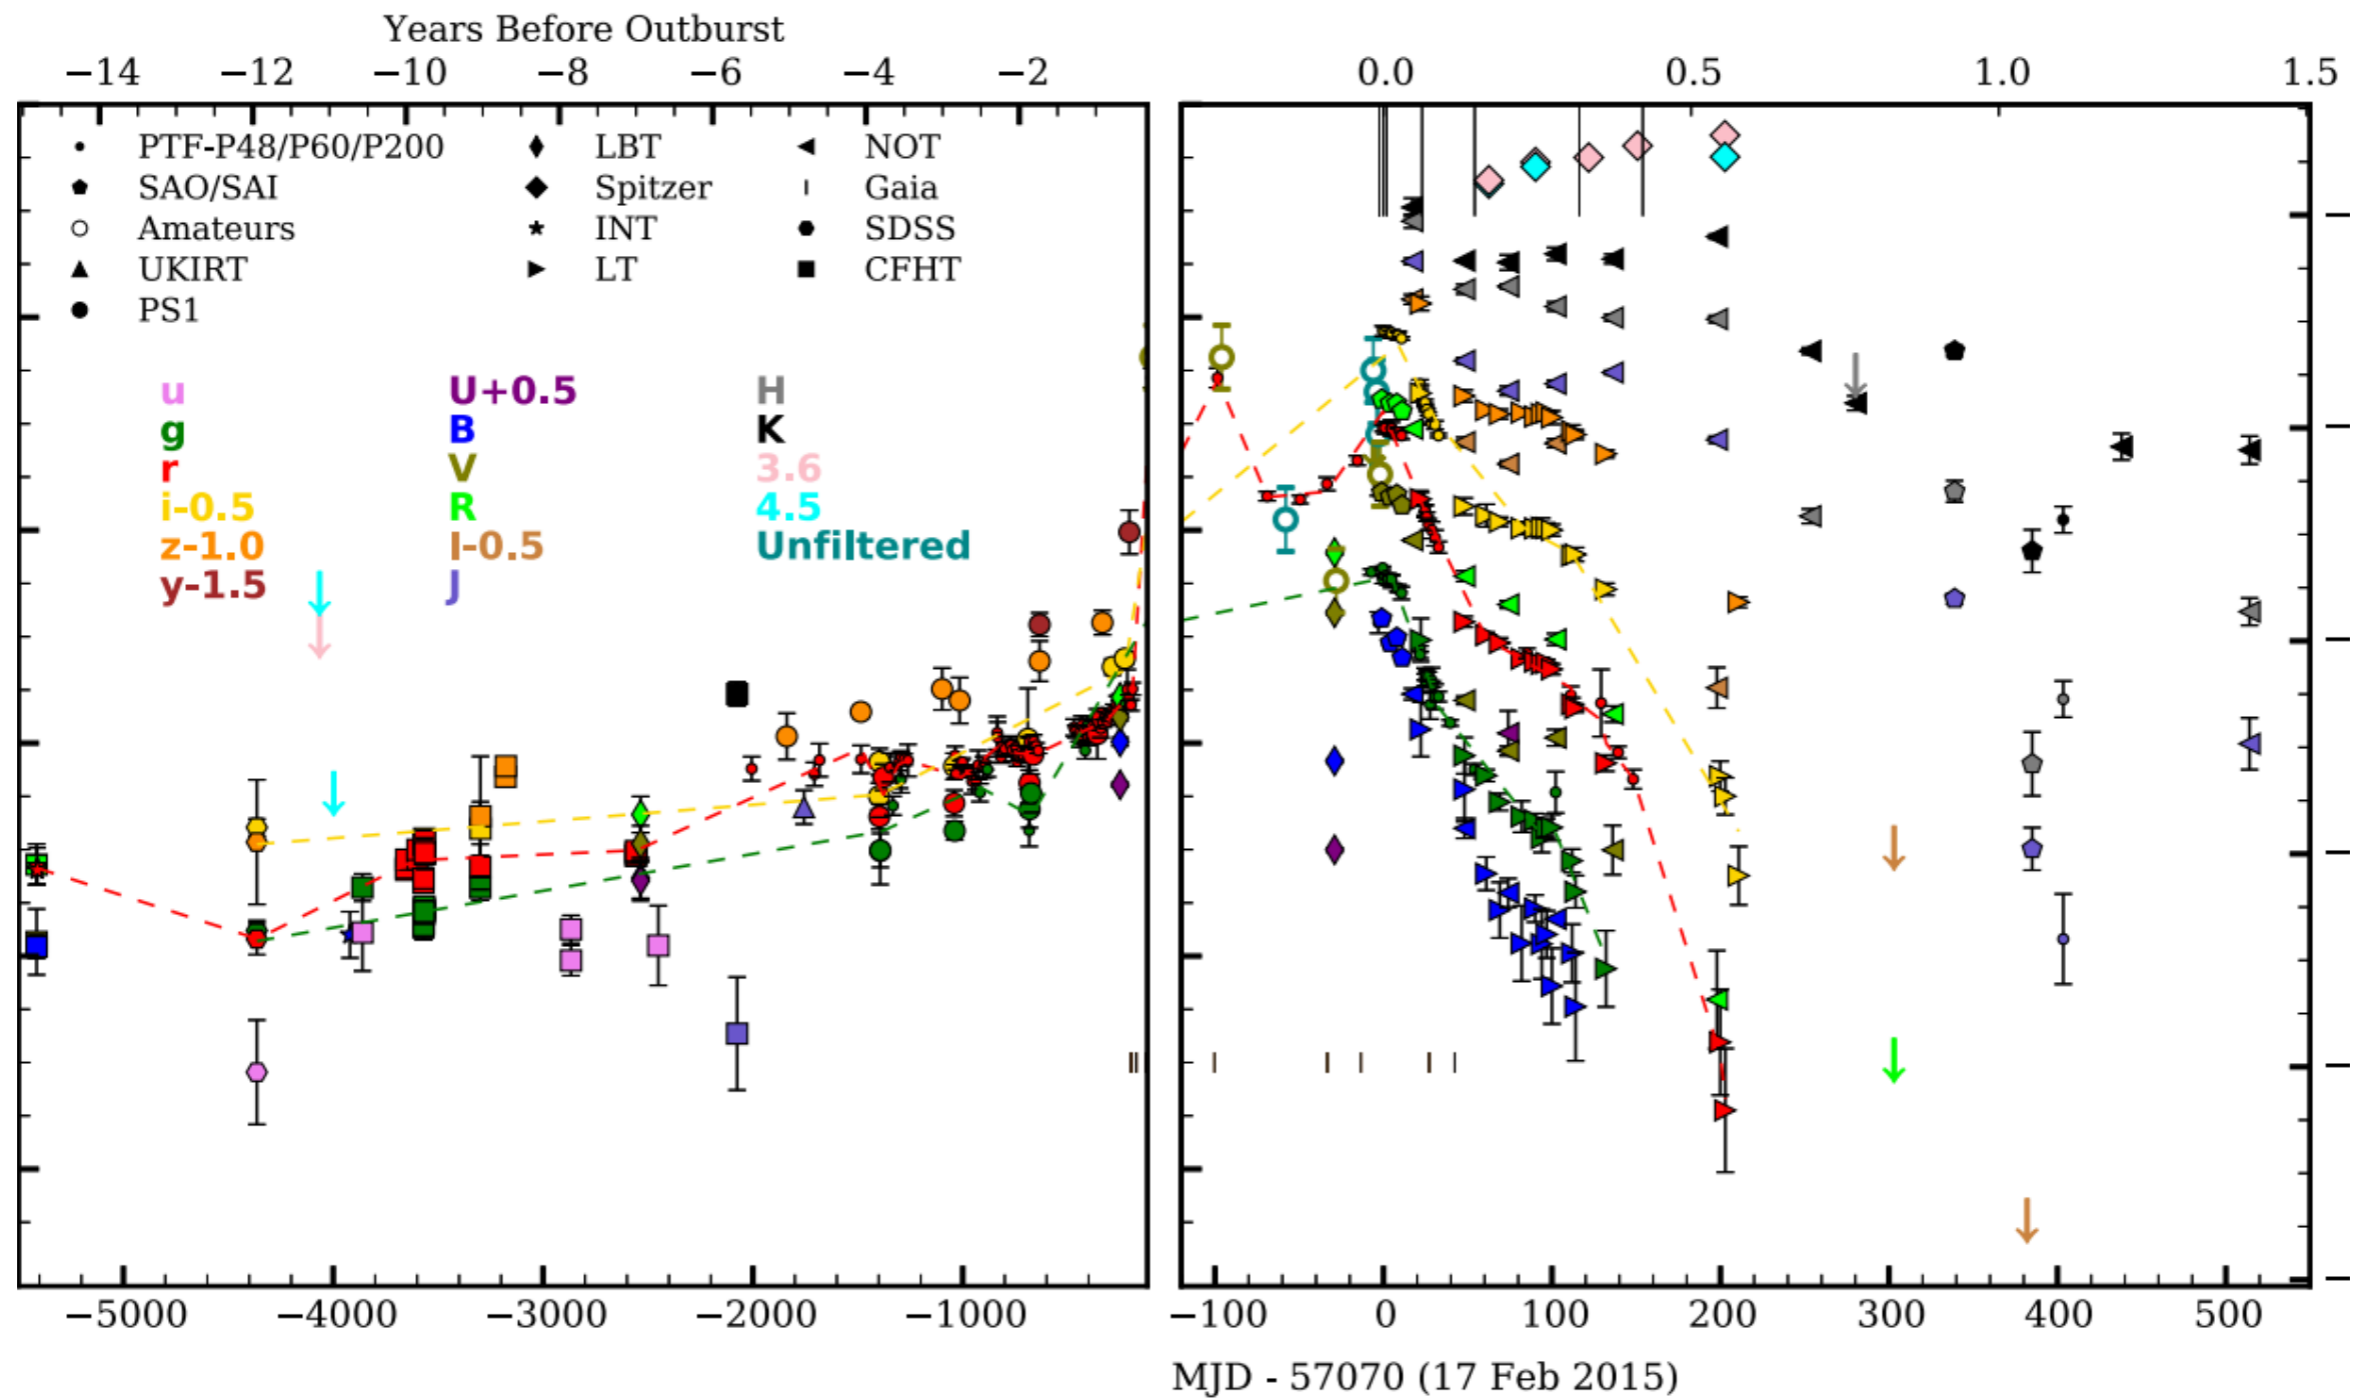 Years Before Outburst
−14 −12 −10 −8 −6 −4 −2 0.0 0.5 1.0 1.5
PTF-P48/P60/P200 LBT NOT
SAO/SAI Spitzer Gaia
Amateurs INT SDSS
UKIRT LT CFHT
PS1
u U+0.5 H
g B K
r V 3.6
i-0.5 R 4.5
z-1.0 I-0.5 Unfiltered
y-1.5 J
−5000 −4000 −3000 −2000 −1000 −100 0 100 200 300 400 500
MJD - 57070 (17 Feb 2015)